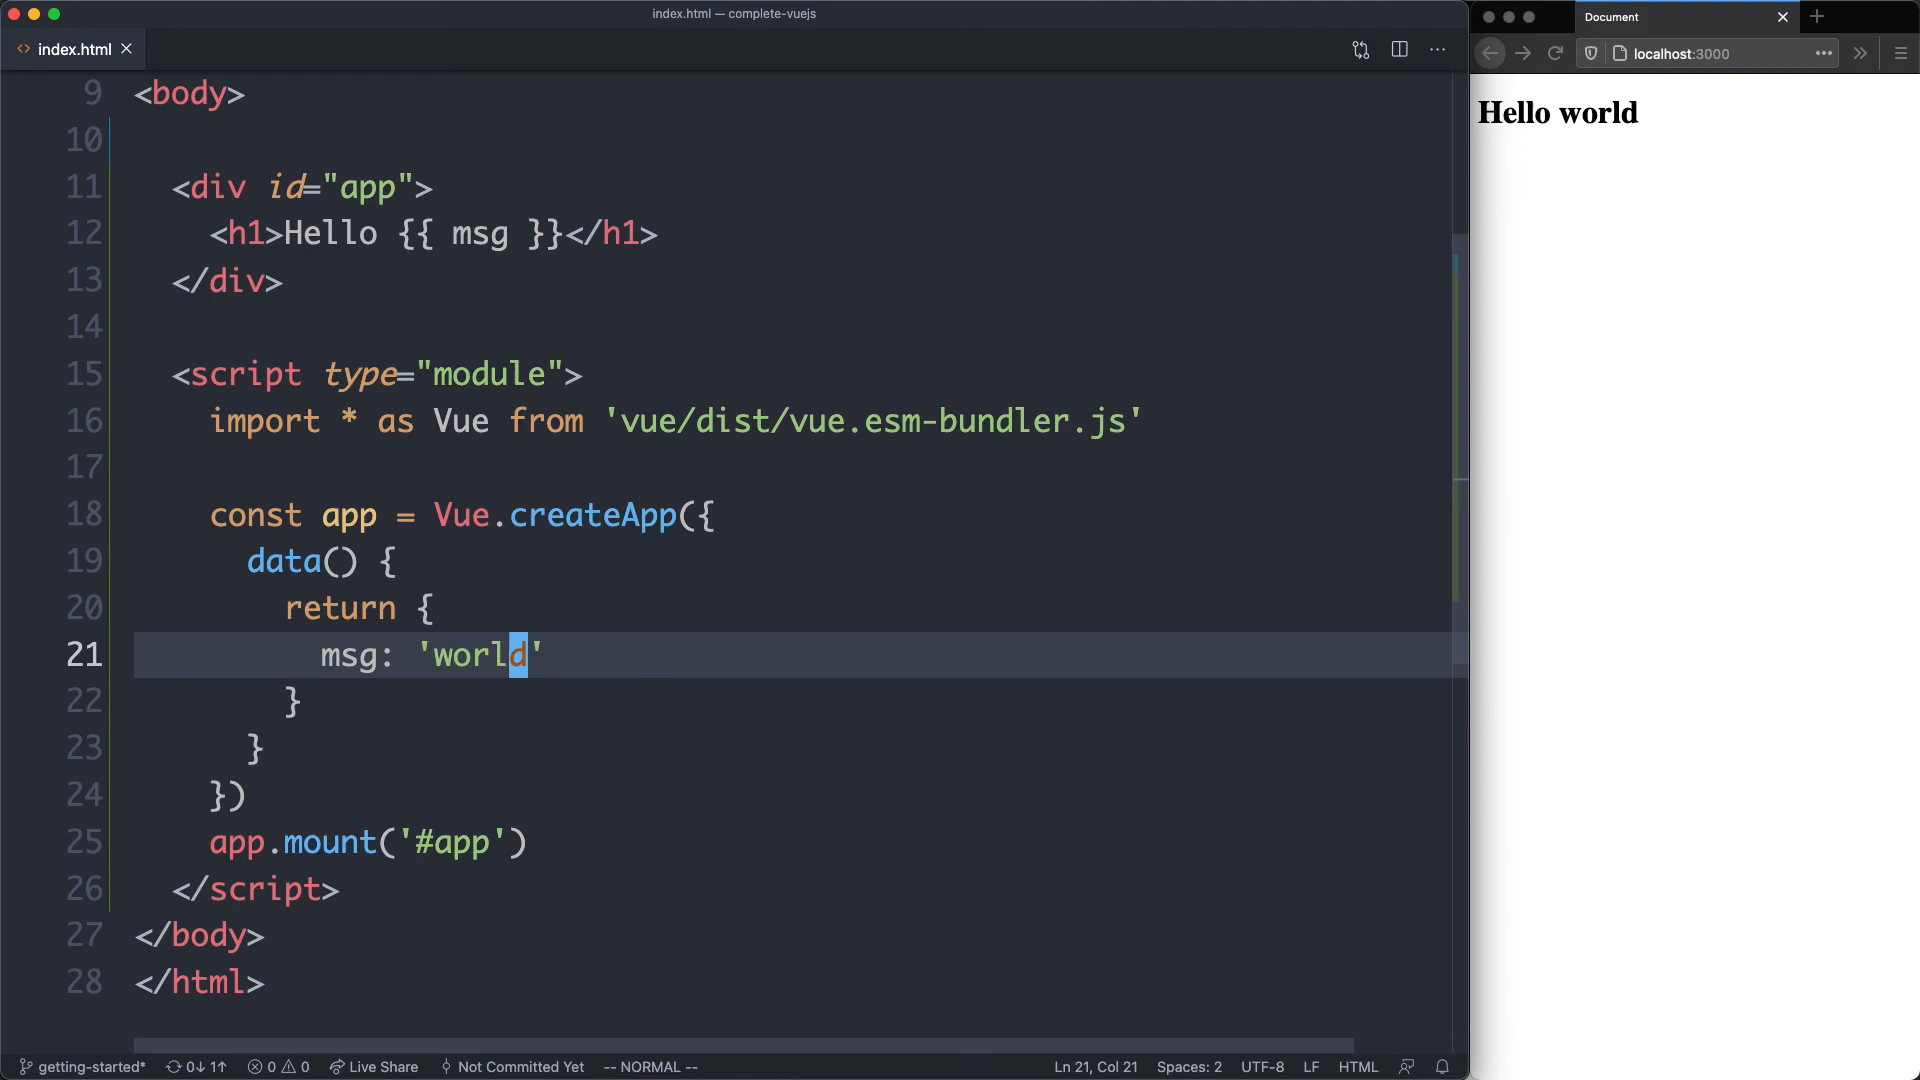 index.html — complete-vuejs
index.html
9 <body>
10
11 <div id="app">
12 <h1>Hello {{ msg }}</h1>
13 </div>
14
15 <script type="module">
16 import * as Vue from 'vue/dist/vue.esm-bundler.js'
17
18 const app = Vue.createApp({
19 data() {
20 return {
21 msg: 'world'
22 }
23 }
24 })
25 app.mount('#app')
26 </script>
27 </body>
28 </html>
getting-started* 0↓ 1↑ 0 0 Live Share Not Committed Yet -- NORMAL -- Ln 21, Col 21 Spaces: 2 UTF-8 LF HTML
Document
localhost:3000
Hello world